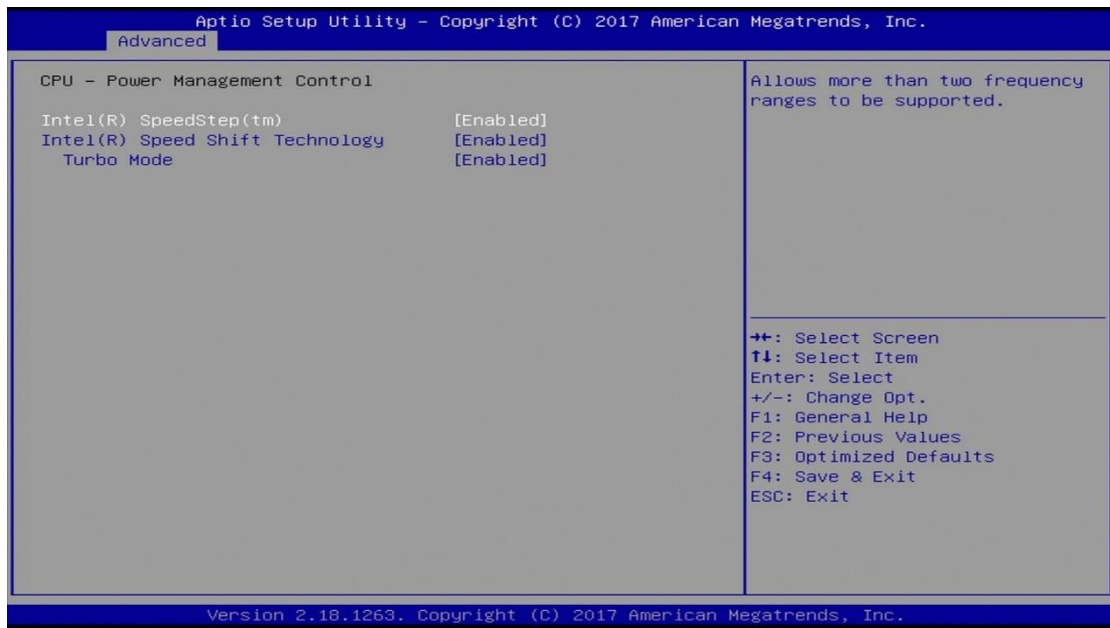 Aptio Setup Utility – Copyright (C) 2017 American Megatrends, Inc.
Advanced
CPU – Power Management Control
Intel(R) SpeedStep(tm) [Enabled]
Intel(R) Speed Shift Technology [Enabled]
Turbo Mode [Enabled]
Allows more than two frequency
ranges to be supported.
→←: Select Screen
↑↓: Select Item
Enter: Select
+/-: Change Opt.
F1: General Help
F2: Previous Values
F3: Optimized Defaults
F4: Save & Exit
ESC: Exit
Version 2.18.1263. Copyright (C) 2017 American Megatrends, Inc.